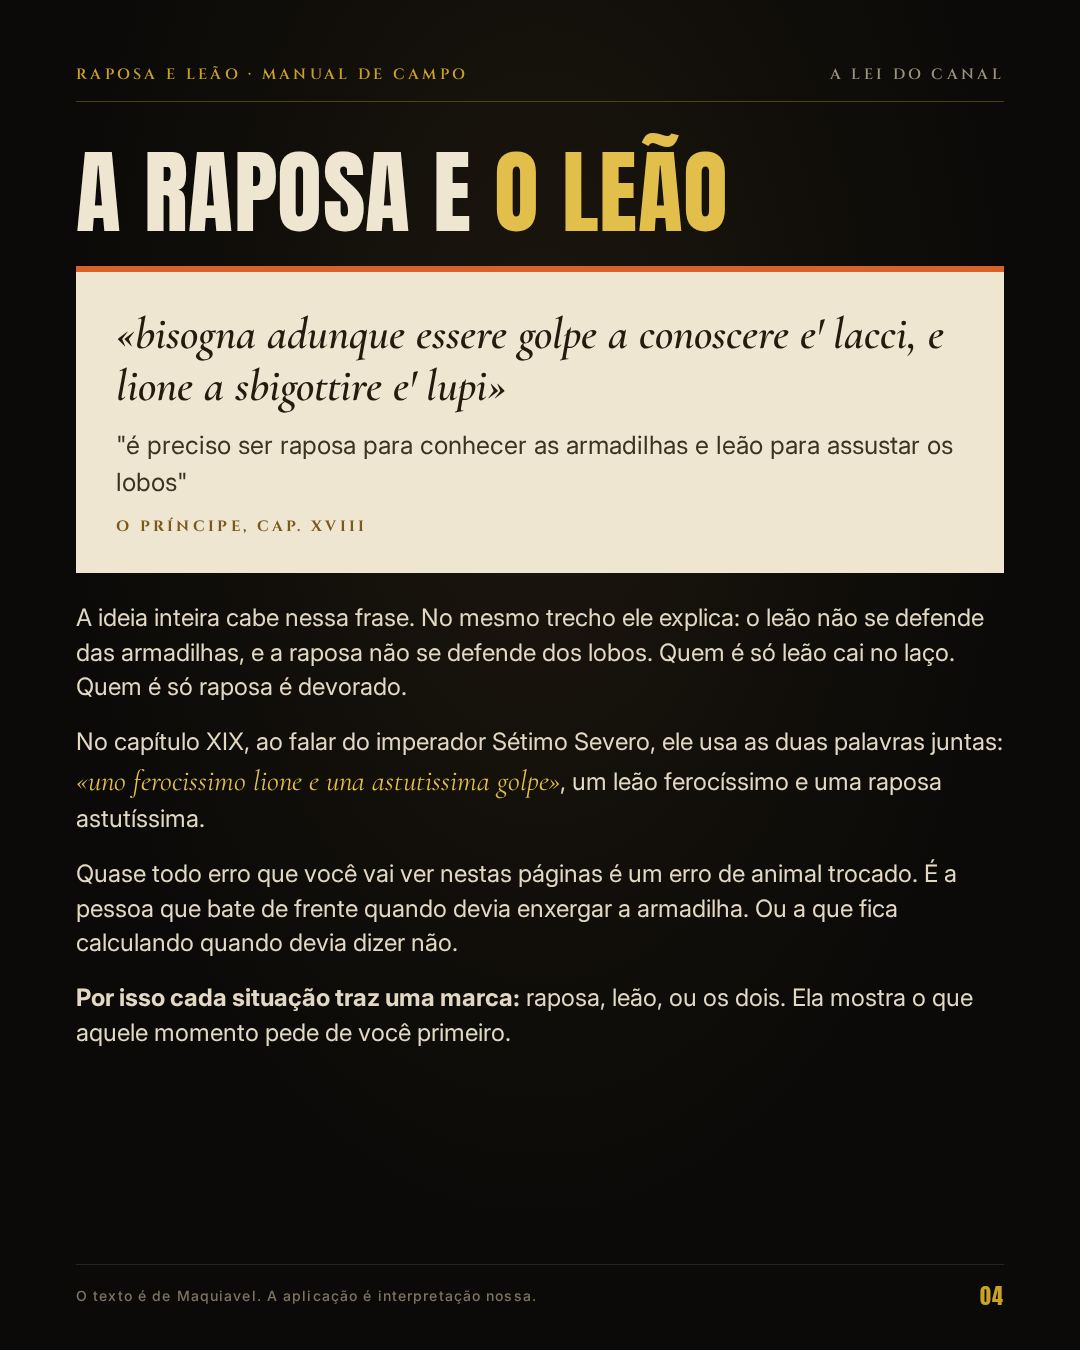 RAPOSA E LEÃO · MANUAL DE CAMPO
A LEI DO CANAL
A RAPOSA E O LEÃO
«bisogna adunque essere golpe a conoscere e' lacci, e
lione a sbigottire e' lupi»
"é preciso ser raposa para conhecer as armadilhas e leão para assustar os
lobos"
O PRÍNCIPE, CAP. XVIII
A ideia inteira cabe nessa frase. No mesmo trecho ele explica: o leão não se defende
das armadilhas, e a raposa não se defende dos lobos. Quem é só leão cai no laço.
Quem é só raposa é devorado.
No capítulo XIX, ao falar do imperador Sétimo Severo, ele usa as duas palavras juntas:
«uno ferocissimo lione e una astutissima golpe», um leão ferocíssimo e uma raposa
astutíssima.
Quase todo erro que você vai ver nestas páginas é um erro de animal trocado. É a
pessoa que bate de frente quando devia enxergar a armadilha. Ou a que fica
calculando quando devia dizer não.
Por isso cada situação traz uma marca: raposa, leão, ou os dois. Ela mostra o que
aquele momento pede de você primeiro.
O texto é de Maquiavel. A aplicação é interpretação nossa.
04